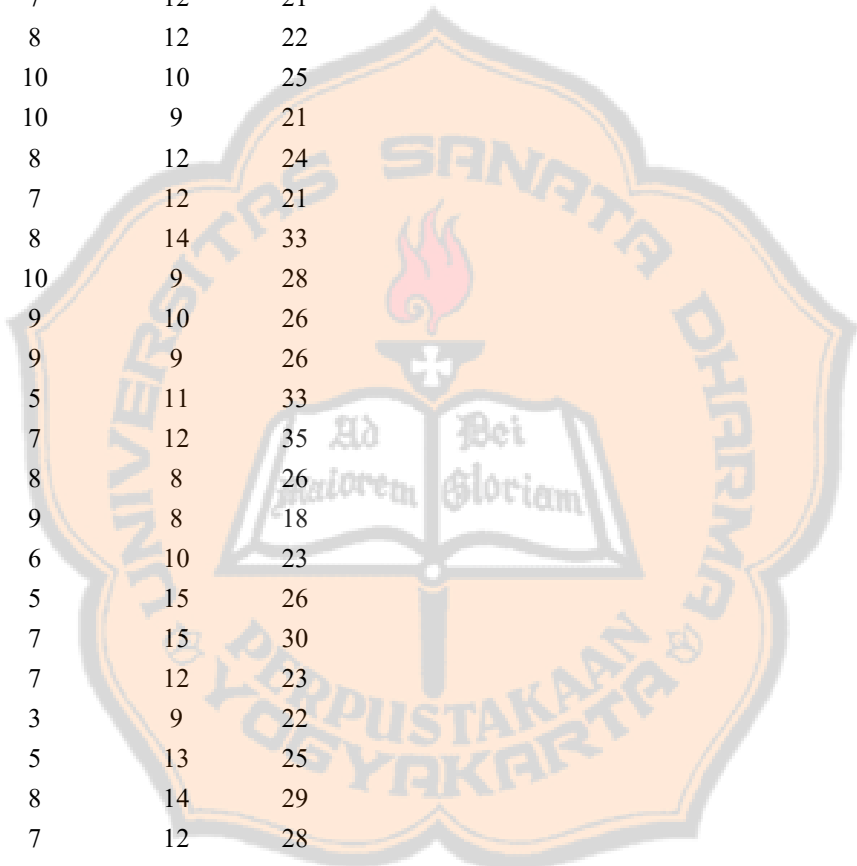 7 12 21
8 12 22
10 10 25
10 9 21
8 12 24
7 12 21
8 14 33
10 9 28
9 10 26
9 9 26
5 11 33
7 12 35
8 8 26
9 8 18
6 10 23
5 15 26
7 15 30
7 12 23
3 9 22
5 13 25
8 14 29
7 12 28
UNIVERSITAS SANATA DHARMA
Ad Maiorem
Dei Gloriam
PERPUSTAKAAN
YOGYAKARTA